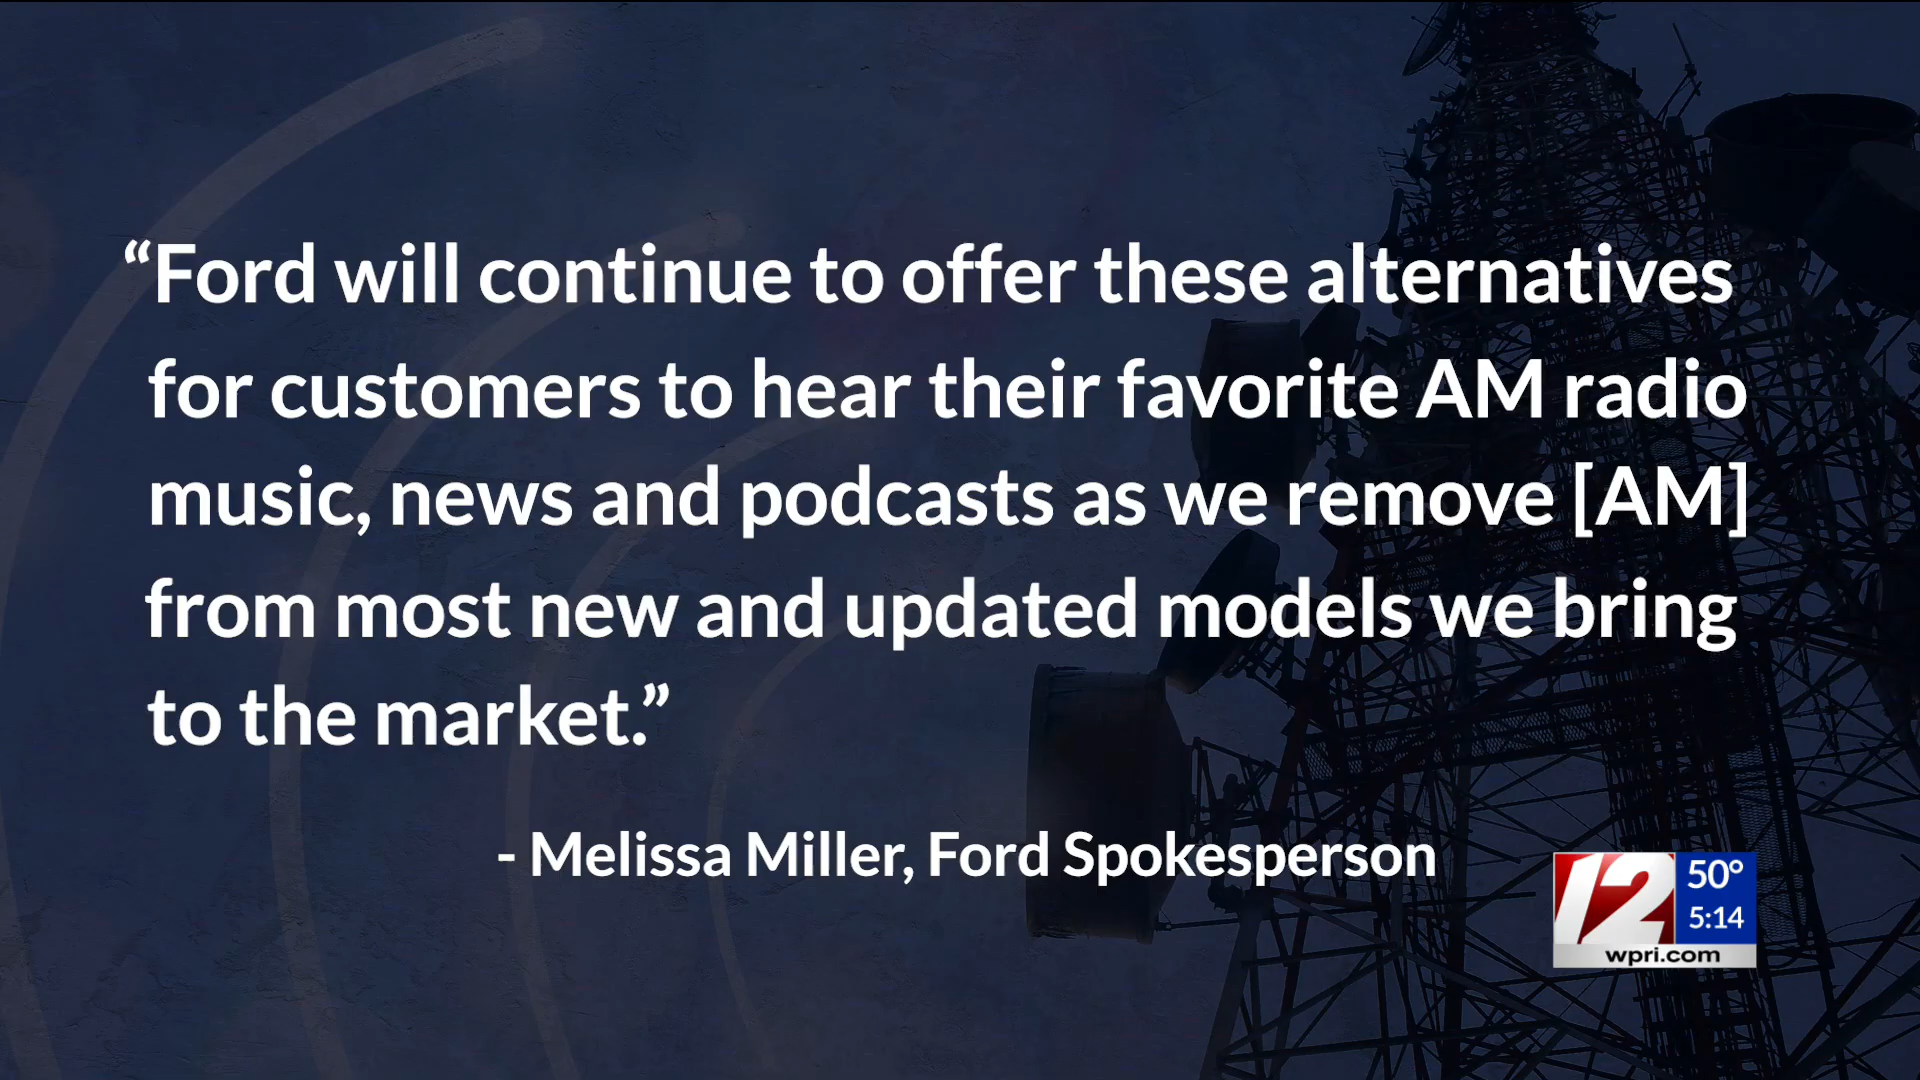 “Ford will continue to offer these alternatives
for customers to hear their favorite AM radio
music, news and podcasts as we remove [AM]
from most new and updated models we bring
to the market.”
- Melissa Miller, Ford Spokesperson
12
50°
5:14
wpri.com